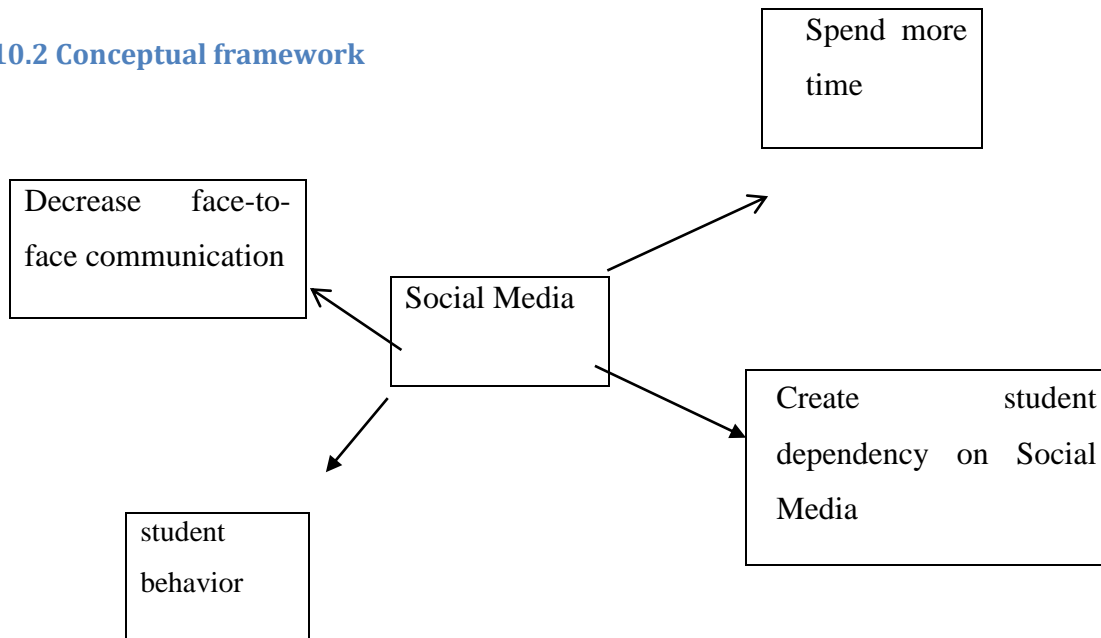 10.2 Conceptual framework
Spend more
time
Decrease face-to-
face communication
Social Media
Create student
dependency on Social
Media
student
behavior